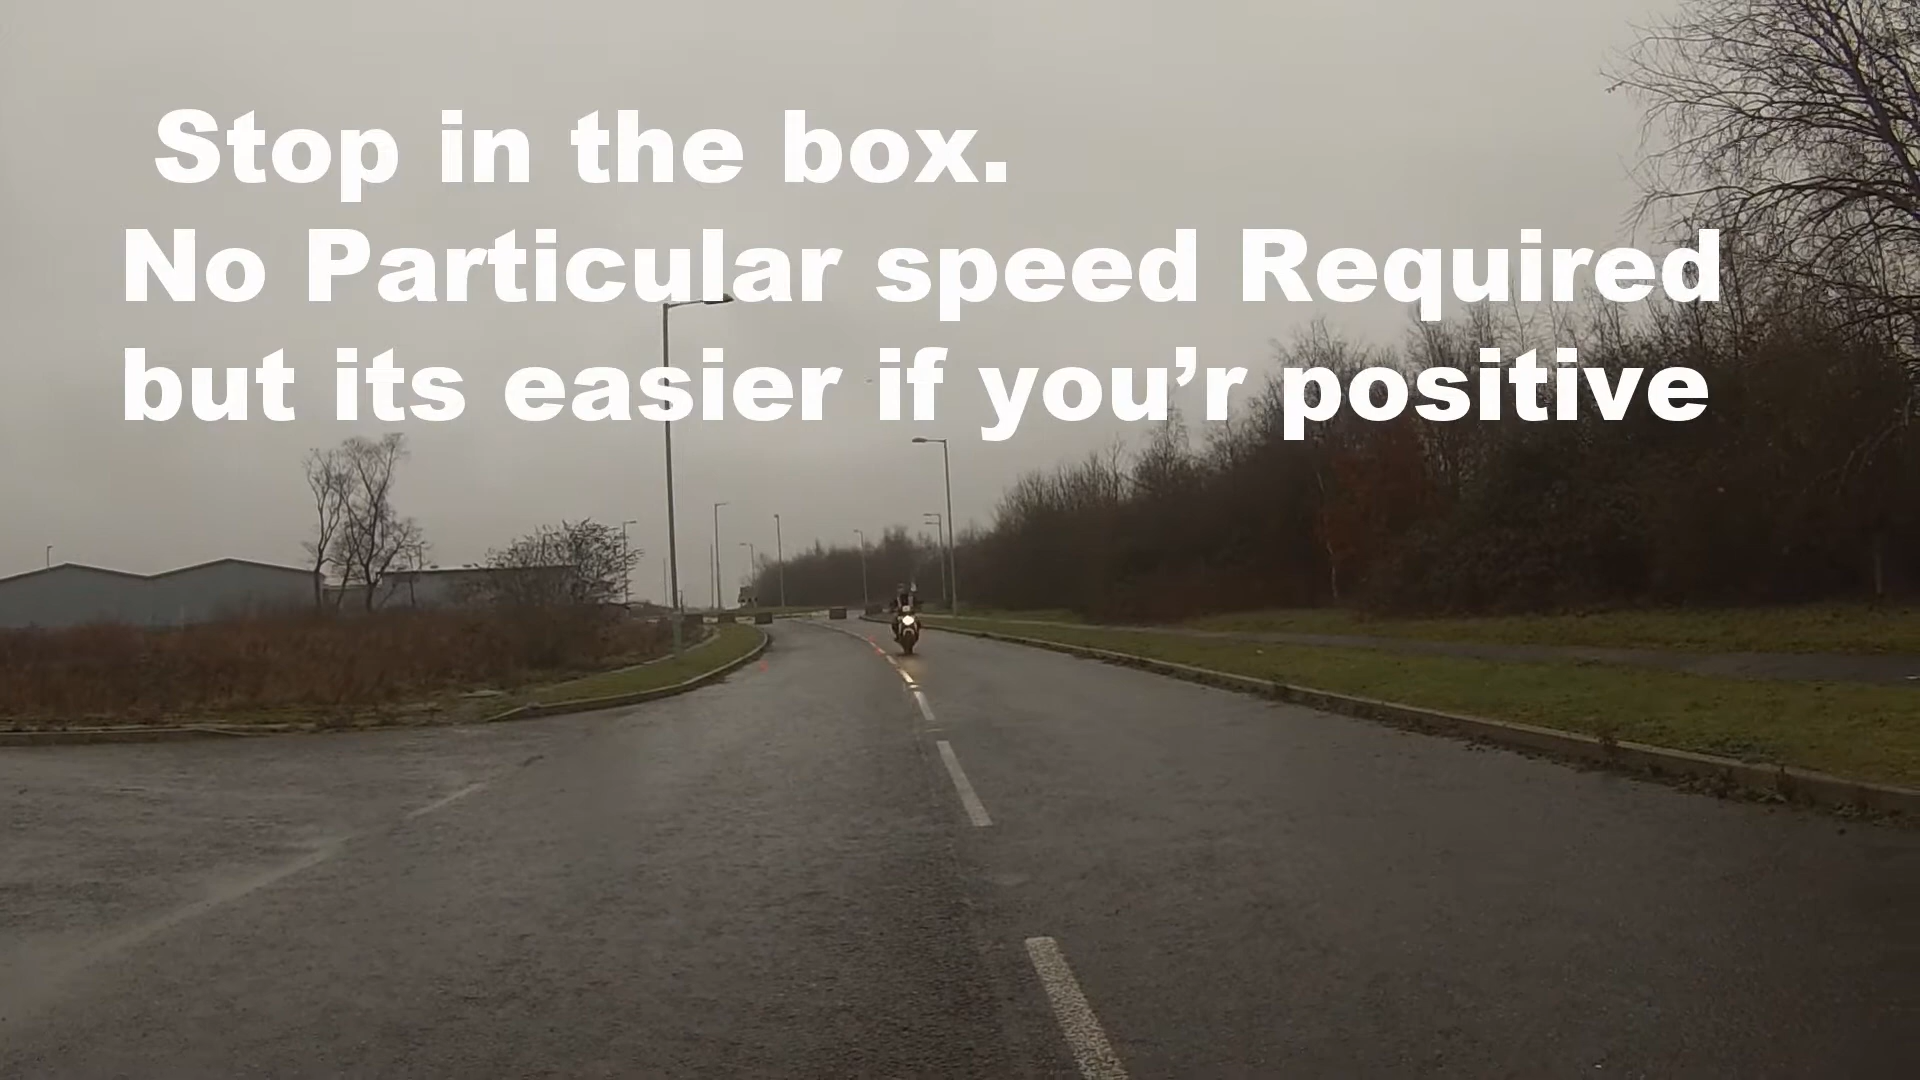 Stop in the box.
No Particular speed Required
but its easier if you’r positive